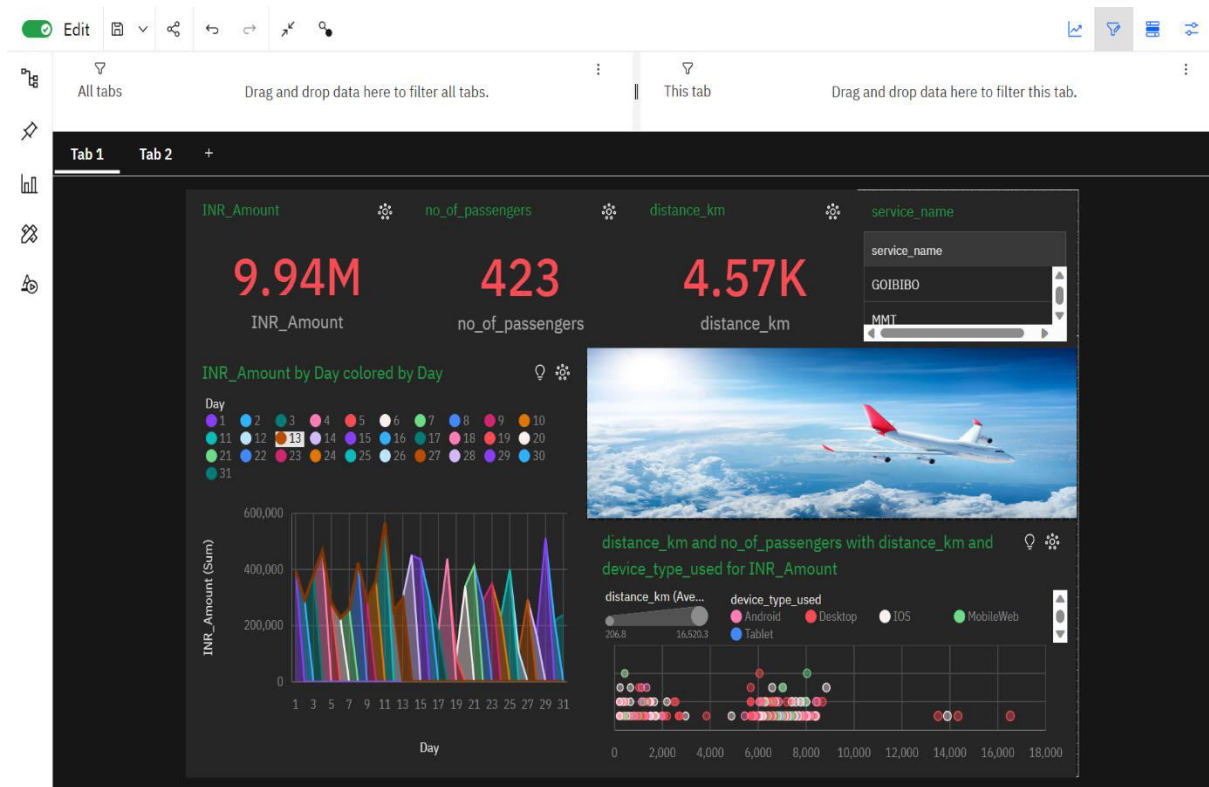 Edit
All tabs
Drag and drop data here to filter all tabs.
This tab
Drag and drop data here to filter this tab.
Tab 1 Tab 2 +
INR_Amount
9.94M
INR_Amount
no_of_passengers
423
no_of_passengers
distance_km
4.57K
distance_km
service_name
service_name
GOIBIBO
MMT
INR_Amount by Day colored by Day
Day
1 2 3 4 5 6 7 8 9 10
11 12 13 14 15 16 17 18 19 20
21 22 23 24 25 26 27 28 29 30
31
INR_Amount (Sum)
600,000
400,000
200,000
0
1 3 5 7 9 11 13 15 17 19 21 23 25 27 29 31
Day
distance_km and no_of_passengers with distance_km and
device_type_used for INR_Amount
distance_km (Ave...
206.8 16,520.3
device_type_used
Android Desktop IOS MobileWeb
Tablet
0 2,000 4,000 6,000 8,000 10,000 12,000 14,000 16,000 18,000